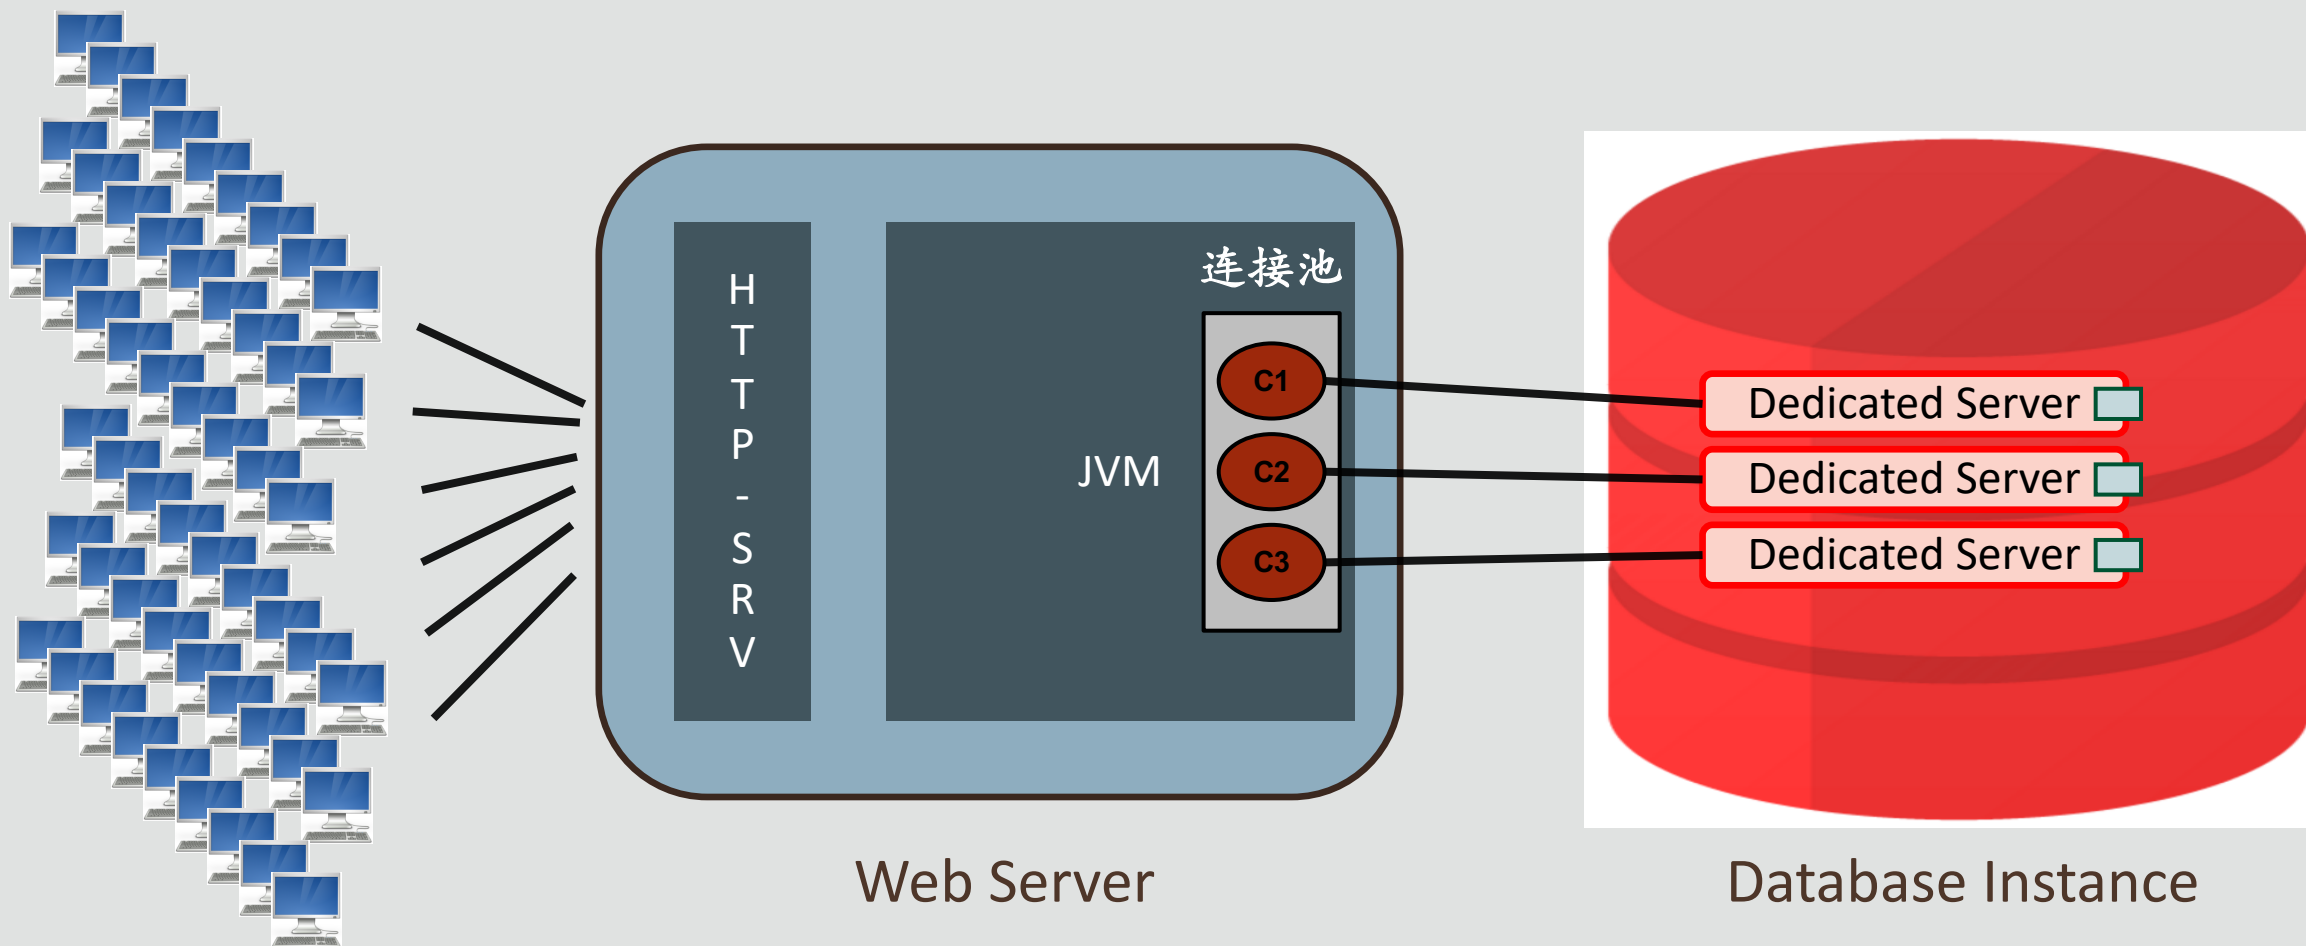 H
T
T
P
-
S
R
V
连接池
C1
C2
C3
JVM
Dedicated Server
Dedicated Server
Dedicated Server
Web Server
Database Instance